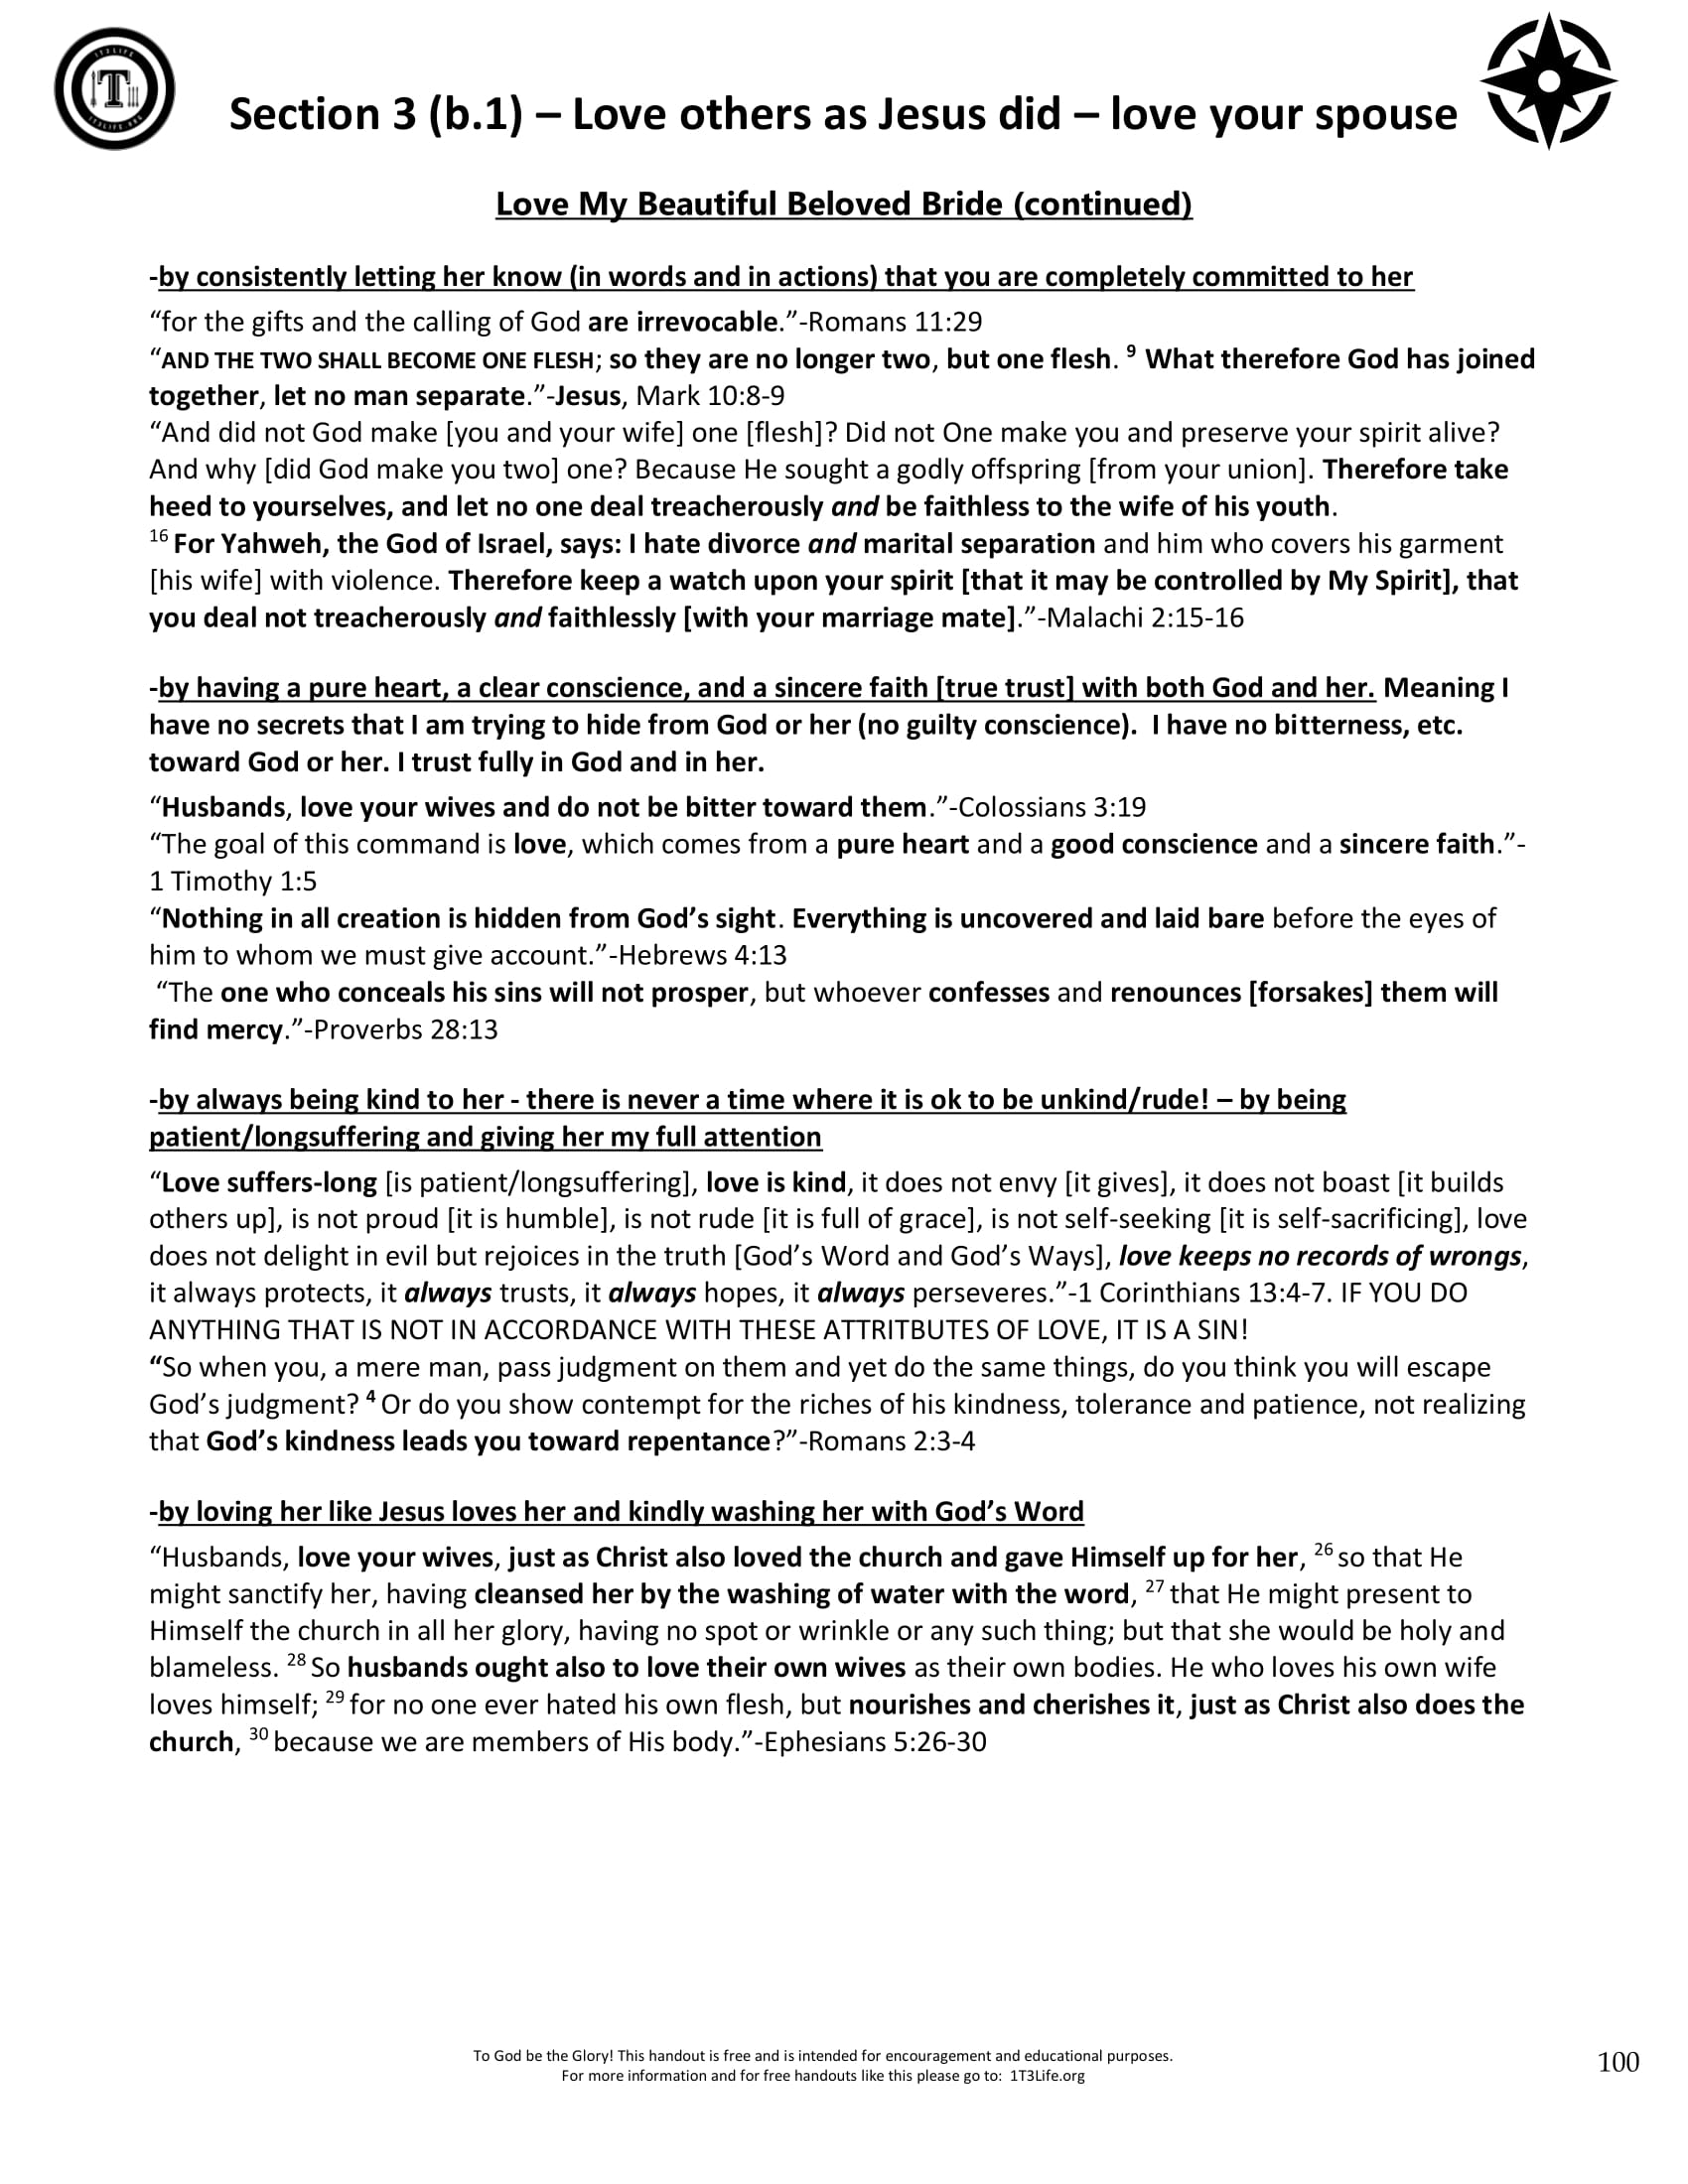 1T3LIFE
T
1T3LIFE.ORG
Section 3 (b.1) – Love others as Jesus did – love your spouse
Love My Beautiful Beloved Bride (continued)
-by consistently letting her know (in words and in actions) that you are completely committed to her
“for the gifts and the calling of God are irrevocable.”-Romans 11:29
“AND THE TWO SHALL BECOME ONE FLESH; so they are no longer two, but one flesh. 9 What therefore God has joined
together, let no man separate.”-Jesus, Mark 10:8-9
“And did not God make [you and your wife] one [flesh]? Did not One make you and preserve your spirit alive?
And why [did God make you two] one? Because He sought a godly offspring [from your union]. Therefore take
heed to yourselves, and let no one deal treacherously and be faithless to the wife of his youth.
16 For Yahweh, the God of Israel, says: I hate divorce and marital separation and him who covers his garment
[his wife] with violence. Therefore keep a watch upon your spirit [that it may be controlled by My Spirit], that
you deal not treacherously and faithlessly [with your marriage mate].”-Malachi 2:15-16
-by having a pure heart, a clear conscience, and a sincere faith [true trust] with both God and her. Meaning I
have no secrets that I am trying to hide from God or her (no guilty conscience).  I have no bitterness, etc.
toward God or her. I trust fully in God and in her.
“Husbands, love your wives and do not be bitter toward them.”-Colossians 3:19
“The goal of this command is love, which comes from a pure heart and a good conscience and a sincere faith.”-
1 Timothy 1:5
“Nothing in all creation is hidden from God’s sight. Everything is uncovered and laid bare before the eyes of
him to whom we must give account.”-Hebrews 4:13
“The one who conceals his sins will not prosper, but whoever confesses and renounces [forsakes] them will
find mercy.”-Proverbs 28:13
-by always being kind to her - there is never a time where it is ok to be unkind/rude! – by being
patient/longsuffering and giving her my full attention
“Love suffers-long [is patient/longsuffering], love is kind, it does not envy [it gives], it does not boast [it builds
others up], is not proud [it is humble], is not rude [it is full of grace], is not self-seeking [it is self-sacrificing], love
does not delight in evil but rejoices in the truth [God’s Word and God’s Ways], love keeps no records of wrongs,
it always protects, it always trusts, it always hopes, it always perseveres.”-1 Corinthians 13:4-7. IF YOU DO
ANYTHING THAT IS NOT IN ACCORDANCE WITH THESE ATTRITBUTES OF LOVE, IT IS A SIN!
“So when you, a mere man, pass judgment on them and yet do the same things, do you think you will escape
God’s judgment? 4 Or do you show contempt for the riches of his kindness, tolerance and patience, not realizing
that God’s kindness leads you toward repentance?”-Romans 2:3-4
-by loving her like Jesus loves her and kindly washing her with God’s Word
“Husbands, love your wives, just as Christ also loved the church and gave Himself up for her, 26 so that He
might sanctify her, having cleansed her by the washing of water with the word, 27 that He might present to
Himself the church in all her glory, having no spot or wrinkle or any such thing; but that she would be holy and
blameless. 28 So husbands ought also to love their own wives as their own bodies. He who loves his own wife
loves himself; 29 for no one ever hated his own flesh, but nourishes and cherishes it, just as Christ also does the
church, 30 because we are members of His body.”-Ephesians 5:26-30
To God be the Glory! This handout is free and is intended for encouragement and educational purposes.
For more information and for free handouts like this please go to:  1T3Life.org
100